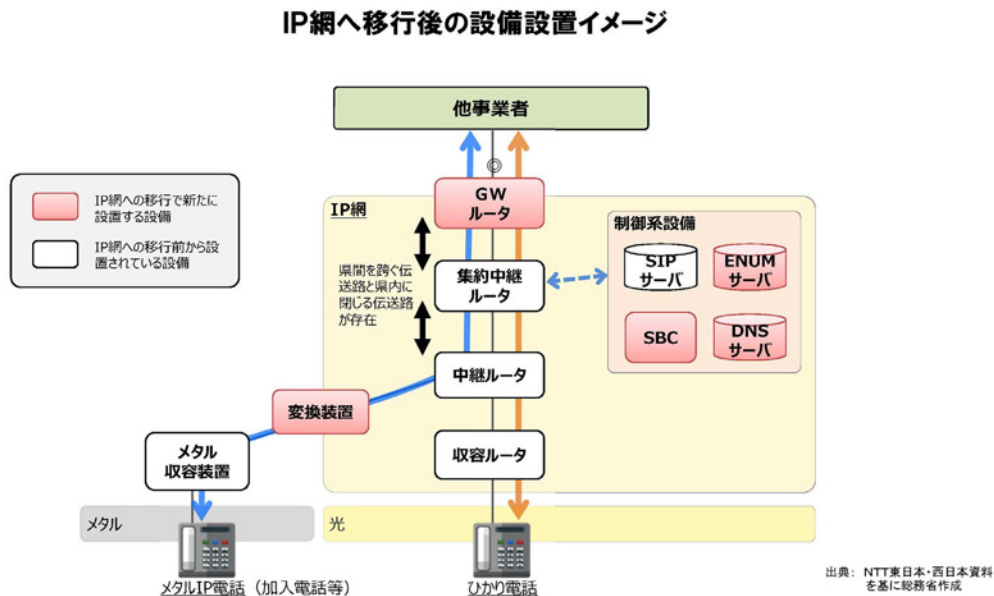 IP網へ移行後の設備設置イメージ
他事業者
IP網への移行で新たに
設置する設備
IP網への移行前から設
置されている設備
IP網
GW
ルータ
県間を跨ぐ伝
送路と県内に
閉じる伝送路
が存在
集約中継
ルータ
制御系設備
SIP
サーバ
ENUM
サーバ
SBC
DNS
サーバ
中継ルータ
変換装置
メタル
収容装置
収容ルータ
メタル
光
メタルIP電話（加入電話等）
ひかり電話
出典： NTT東日本・西日本資料
を基に総務省作成